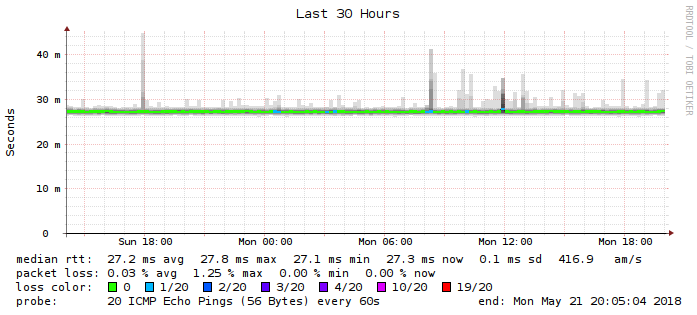 Last 30 Hours
RRDTOOL / TOBI OETIKER
Seconds
40 m
30 m
20 m
10 m
0
Sun 18:00 Mon 00:00 Mon 06:00 Mon 12:00 Mon 18:00
median rtt: 27.2 ms avg 27.8 ms max 27.1 ms min 27.3 ms now 0.1 ms sd 416.9 am/s
packet loss: 0.03 % avg 1.25 % max 0.00 % min 0.00 % now
loss color: 0 1/20 2/20 3/20 4/20 10/20 19/20
probe: 20 ICMP Echo Pings (56 Bytes) every 60s end: Mon May 21 20:05:04 2018